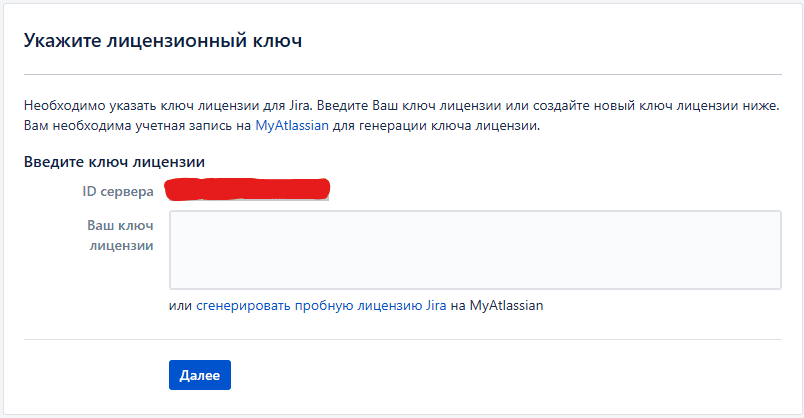 Укажите лицензионный ключ
Необходимо указать ключ лицензии для Jira. Введите Ваш ключ лицензии или создайте новый ключ лицензии ниже.
Вам необходима учетная запись на MyAtlassian для генерации ключа лицензии.
Введите ключ лицензии
ID сервера
Ваш ключ
лицензии
или сгенерировать пробную лицензию Jira на MyAtlassian
Далее